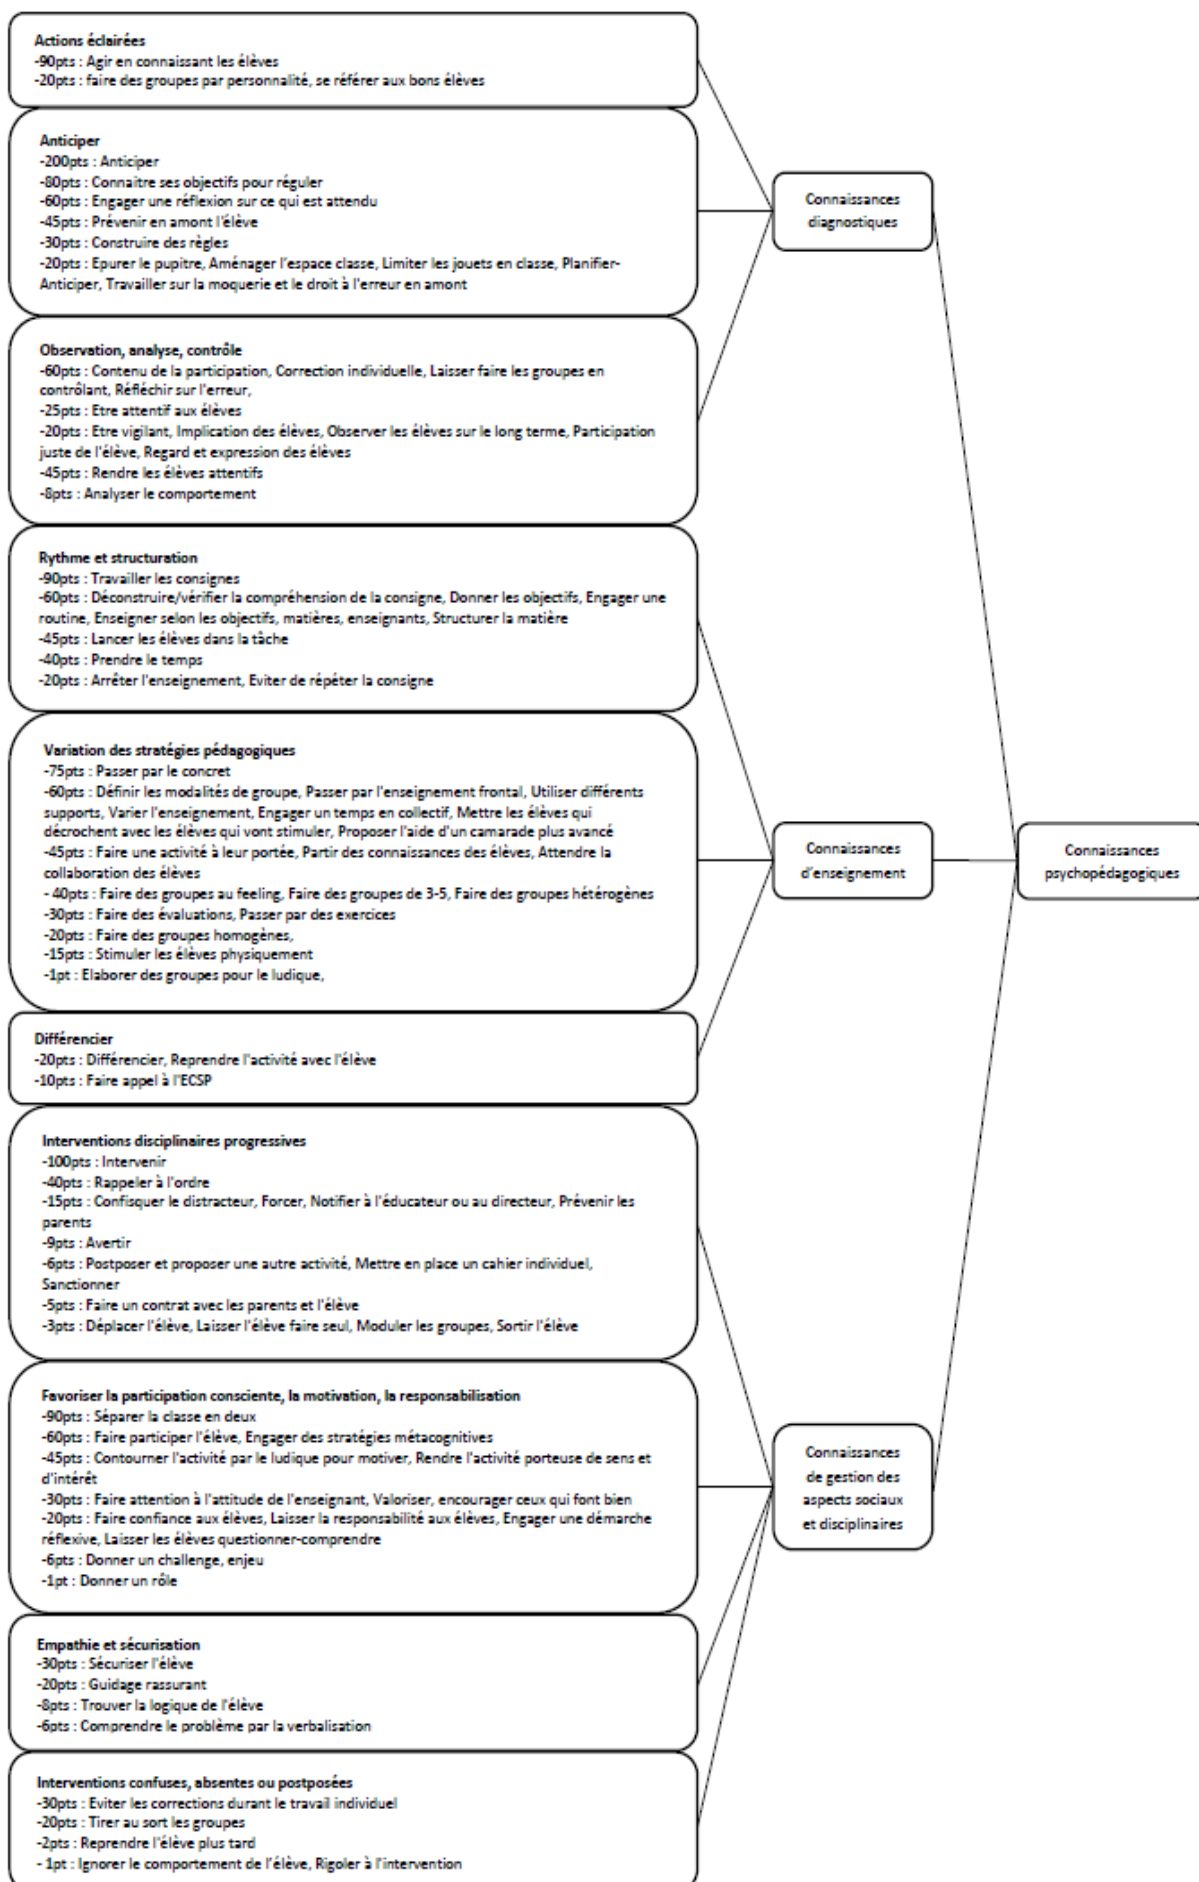 Actions éclairées
-90pts : Agir en connaissant les élèves
-20pts : faire des groupes par personnalité, se référer aux bons élèves
Anticiper
-200pts : Anticiper
-80pts : Connaitre ses objectifs pour réguler
-60pts : Engager une réflexion sur ce qui est attendu
-45pts : Prévenir en amont l'élève
-30pts : Construire des règles
-20pts : Epurer le pupitre, Aménager l'espace classe, Limiter les jouets en classe, Planifier-
Anticiper, Travailler sur la moquerie et le droit à l'erreur en amont
Connaissances
diagnostiques
Observation, analyse, contrôle
-60pts : Contenu de la participation, Correction individuelle, Laisser faire les groupes en
contrôlant, Réfléchir sur l'erreur,
-25pts : Etre attentif aux élèves
-20pts : Etre vigilant, Implication des élèves, Observer les élèves sur le long terme, Participation
juste de l'élève, Regard et expression des élèves
-45pts : Rendre les élèves attentifs
-8pts : Analyser le comportement
Rythme et structuration
-90pts : Travailler les consignes
-60pts : Déconstruire/vérifier la compréhension de la consigne, Donner les objectifs, Engager une
routine, Enseigner selon les objectifs, matières, enseignants, Structurer la matière
-45pts : Lancer les élèves dans la tâche
-40pts : Prendre le temps
-20pts : Arrêter l'enseignement, Eviter de répéter la consigne
Variation des stratégies pédagogiques
-75pts : Passer par le concret
-60pts : Définir les modalités de groupe, Passer par l'enseignement frontal, Utiliser différents
supports, Varier l'enseignement, Engager un temps en collectif, Mettre les élèves qui
décrochent avec les élèves qui vont stimuler, Proposer l'aide d'un camarade plus avancé
-45pts : Faire une activité à leur portée, Partir des connaissances des élèves, Attendre la
collaboration des élèves
- 40pts : Faire des groupes au feeling, Faire des groupes de 3-5, Faire des groupes hétérogènes
-30pts : Faire des évaluations, Passer par des exercices
-20pts : Faire des groupes homogènes,
-15pts : Stimuler les élèves physiquement
-1pt : Elaborer des groupes pour le ludique,
Connaissances
d'enseignement
Connaissances
psychopédagogiques
Différencier
-20pts : Différencier, Reprendre l'activité avec l'élève
-10pts : Faire appel à l'ECSP
Interventions disciplinaires progressives
-100pts : Intervenir
-40pts : Rappeler à l'ordre
-15pts : Confisquer le distracteur, Forcer, Notifier à l'éducateur ou au directeur, Prévenir les
parents
-9pts : Avertir
-6pts : Postposer et proposer une autre activité, Mettre en place un cahier individuel,
Sanctionner
-5pts : Faire un contrat avec les parents et l'élève
-3pts : Déplacer l'élève, Laisser l'élève faire seul, Moduler les groupes, Sortir l'élève
Favoriser la participation consciente, la motivation, la responsabilisation
-90pts : Séparer la classe en deux
-60pts : Faire participer l'élève, Engager des stratégies métacognitives
-45pts : Contourner l'activité par le ludique pour motiver, Rendre l'activité porteuse de sens et
d'intérêt
-30pts : Faire attention à l'attitude de l'enseignant, Valoriser, encourager ceux qui font bien
-20pts : Faire confiance aux élèves, Laisser la responsabilité aux élèves, Engager une démarche
réflexive, Laisser les élèves questionner-comprendre
-6pts : Donner un challenge, enjeu
-1pt : Donner un rôle
Connaissances
de gestion des
aspects sociaux
et disciplinaires
Empathie et sécurisation
-30pts : Sécuriser l'élève
-20pts : Guidage rassurant
-8pts : Trouver la logique de l'élève
-6pts : Comprendre le problème par la verbalisation
Interventions confuses, absentes ou postposées
-30pts : Eviter les corrections durant le travail individuel
-20pts : Tirer au sort les groupes
-2pts : Reprendre l'élève plus tard
- 1pt : Ignorer le comportement de l'élève, Rigoler à l'intervention